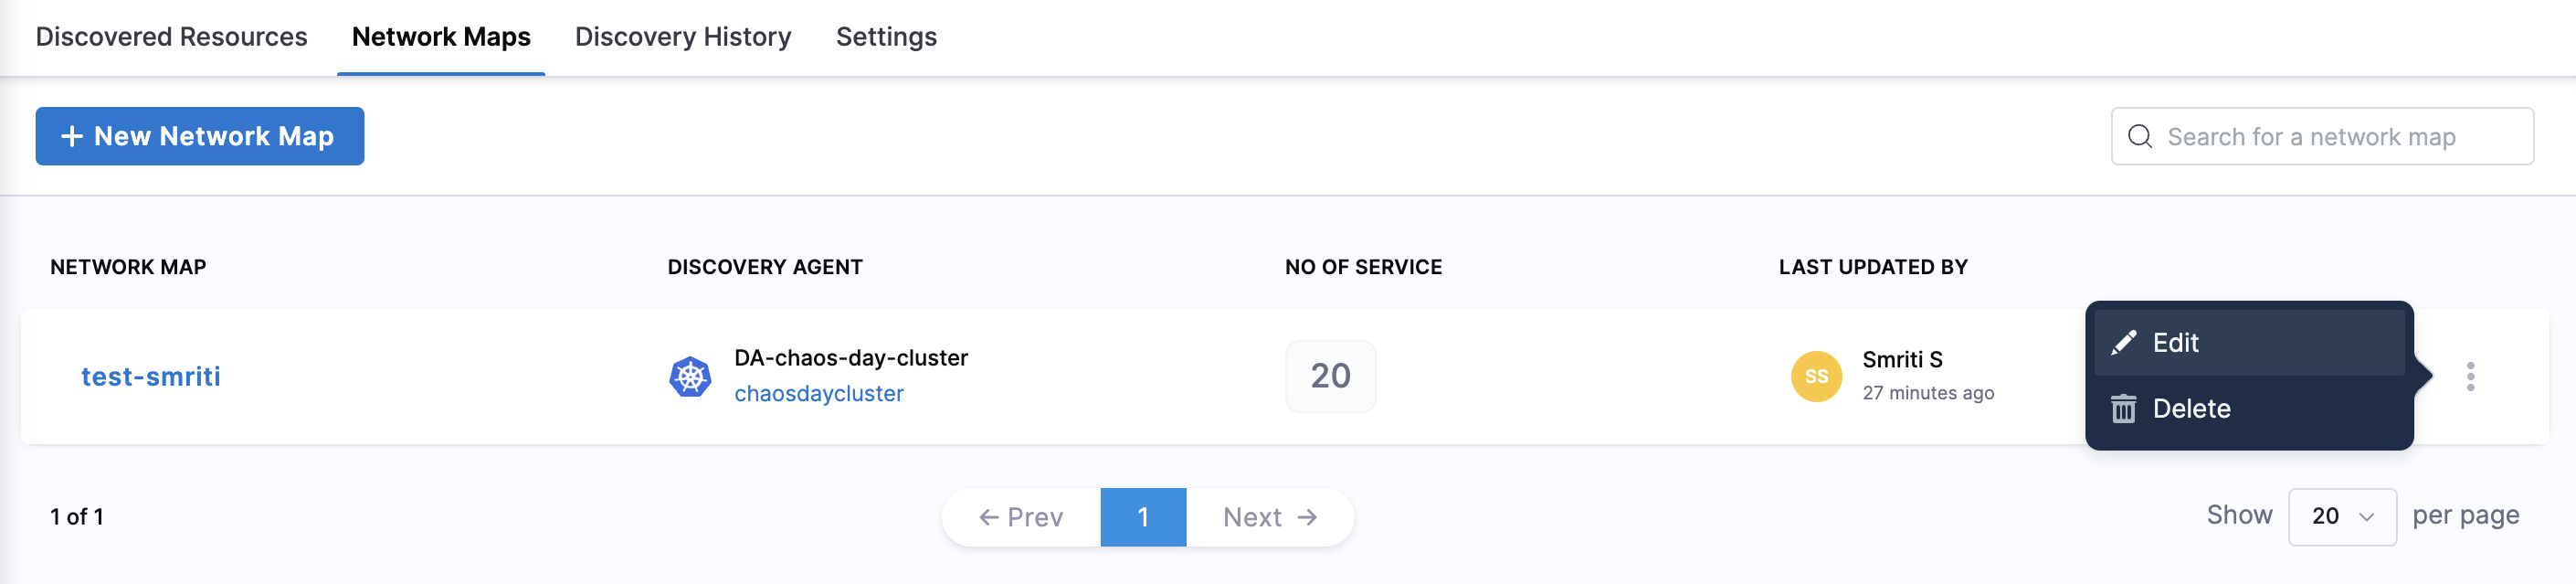 Discovered Resources Network Maps Discovery History Settings
+ New Network Map
Search for a network map
NETWORK MAP DISCOVERY AGENT NO OF SERVICE LAST UPDATED BY
test-smriti
DA-chaos-day-cluster
chaosdaycluster
20
SS
Smriti S
27 minutes ago
Edit
Delete
1 of 1
← Prev 1 Next →
Show 20 per page